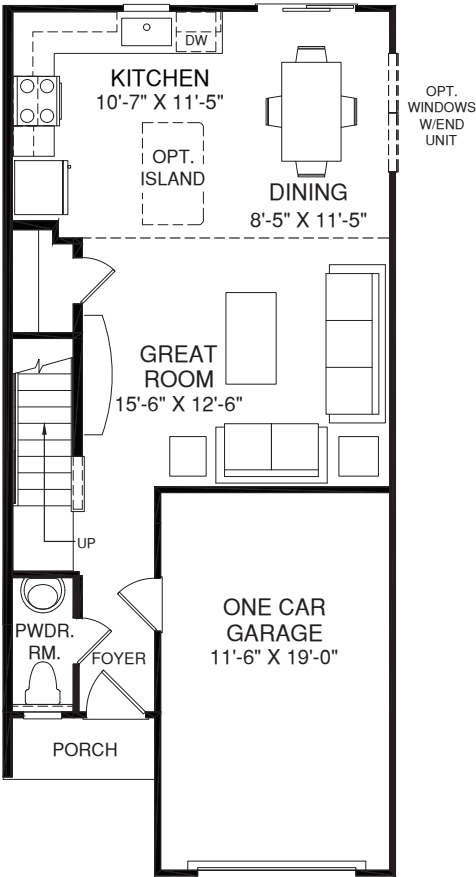 DW
KITCHEN
10'-7" X 11'-5"
OPT.
WINDOWS
W/END
UNIT
OPT.
ISLAND
DINING
8'-5" X 11'-5"
GREAT
ROOM
15'-6" X 12'-6"
UP
ONE CAR
GARAGE
11'-6" X 19'-0"
PWDR.
RM.
FOYER
PORCH